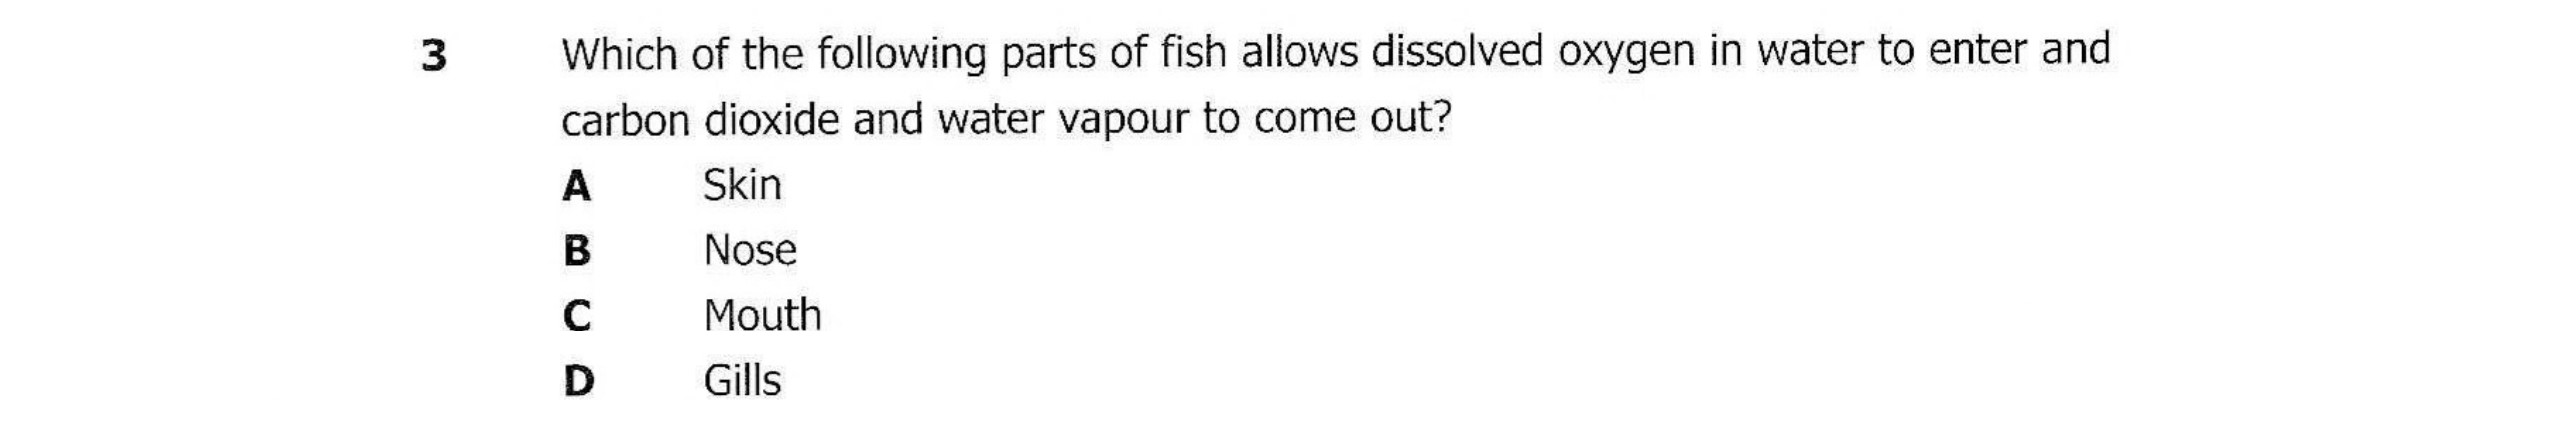 3 Which of the following parts of fish allows dissolved oxygen in water to enter and
carbon dioxide and water vapour to come out?
A Skin
B Nose
C Mouth
D Gills